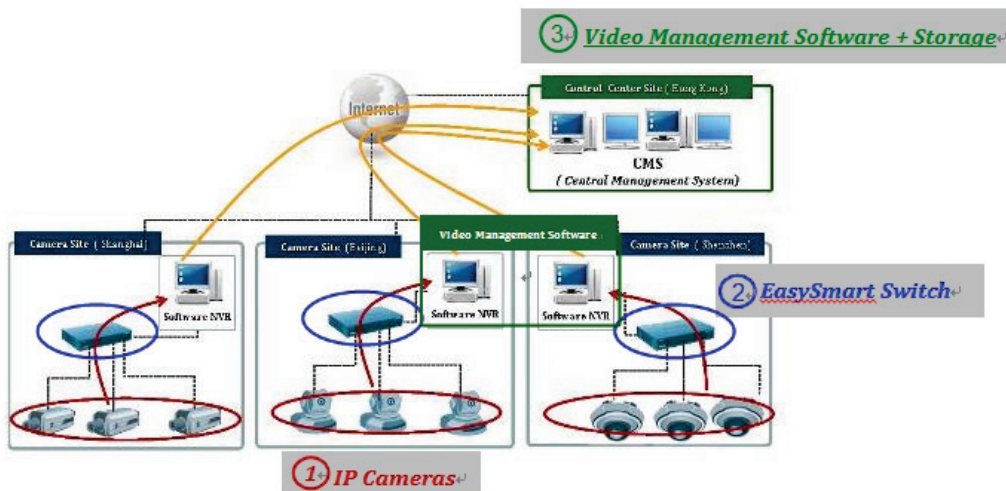 3 Video Management Software + Storage
Control Center Site ( Hong Kong )
Internet
CMS
( Central Management System)
Video Management Software
Camera Site ( Shanghai)
Camera Site (Beijing)
Camera Site ( Shenzhen )
2 EasySmart Switch
Software NVR
Software NVR
Software NVR
1 IP Cameras